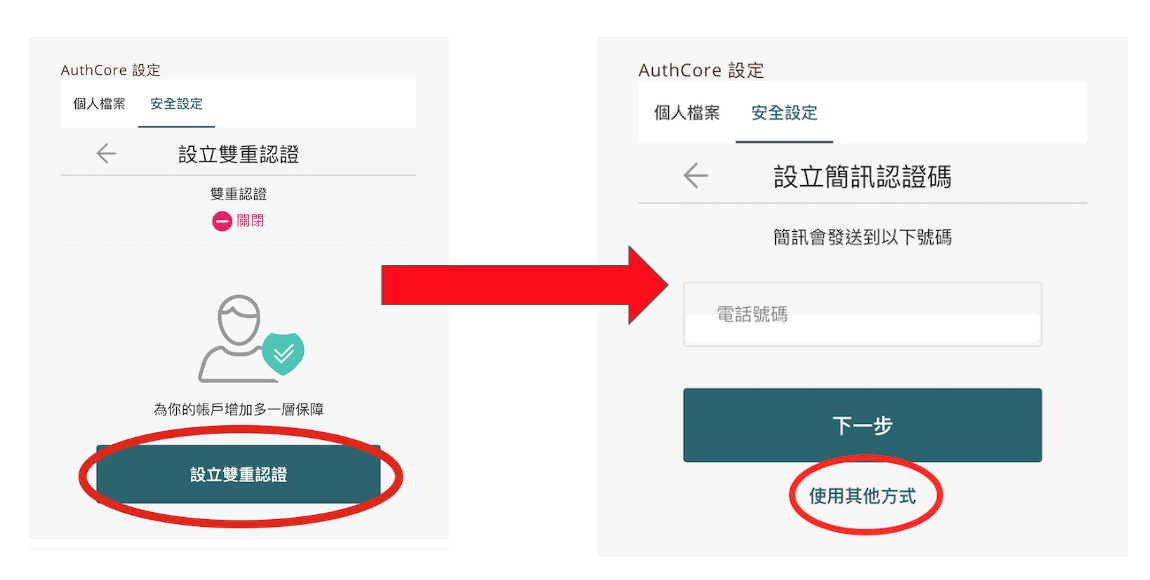 AuthCore 設定
個人檔案 安全設定
設立雙重認證
雙重認證
關閉
為你的帳戶增加多一層保障
設立雙重認證
AuthCore 設定
個人檔案 安全設定
設立簡訊認證碼
簡訊會發送到以下號碼
電話號碼
下一步
使用其他方式